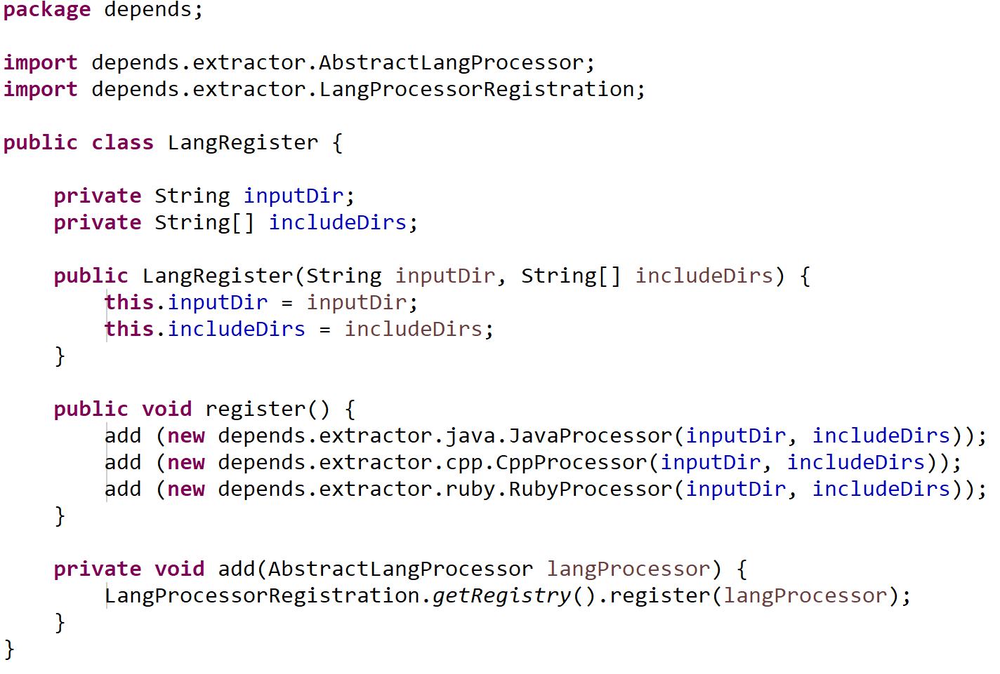 package depends;
import depends.extractor.AbstractLangProcessor;
import depends.extractor.LangProcessorRegistration;
public class LangRegister {
private String inputDir;
private String[] includeDirs;
public LangRegister(String inputDir, String[] includeDirs) {
this.inputDir = inputDir;
this.includeDirs = includeDirs;
}
public void register() {
add (new depends.extractor.java.JavaProcessor(inputDir, includeDirs));
add (new depends.extractor.cpp.CppProcessor(inputDir, includeDirs));
add (new depends.extractor.ruby.RubyProcessor(inputDir, includeDirs));
}
private void add(AbstractLangProcessor langProcessor) {
LangProcessorRegistration.getRegistry().register(langProcessor);
}
}